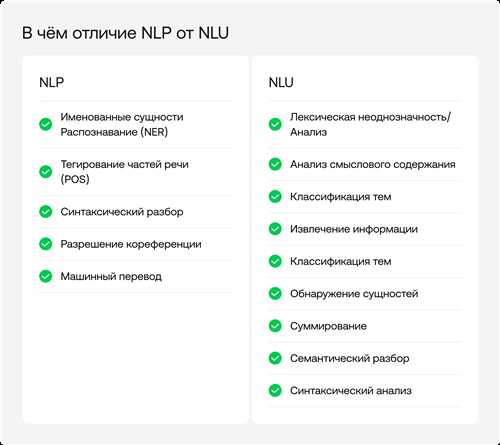 В чём отличие NLP от NLU
NLP
Именованные сущности
Распознавание (NER)
Тегирование частей речи
(POS)
Синтаксический разбор
Разрешение кореференции
Машинный перевод
NLU
Лексическая неоднозначность/
Анализ
Анализ смыслового содержания
Классификация тем
Извлечение информации
Классификация тем
Обнаружение сущностей
Суммирование
Семантический разбор
Синтаксический анализ